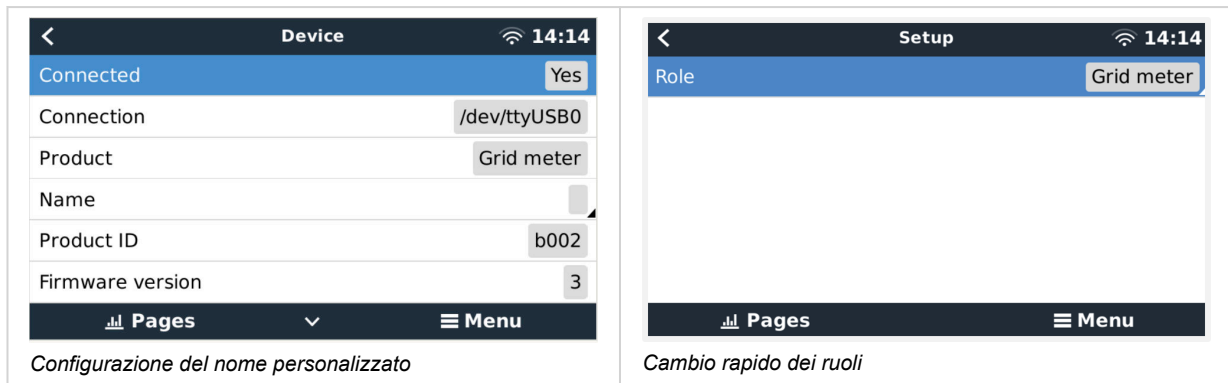 Device 14:14
Connected Yes
Connection /dev/ttyUSB0
Product Grid meter
Name
Product ID b002
Firmware version 3
Pages Menu
Configurazione del nome personalizzato
Setup 14:14
Role Grid meter
Pages Menu
Cambio rapido dei ruoli